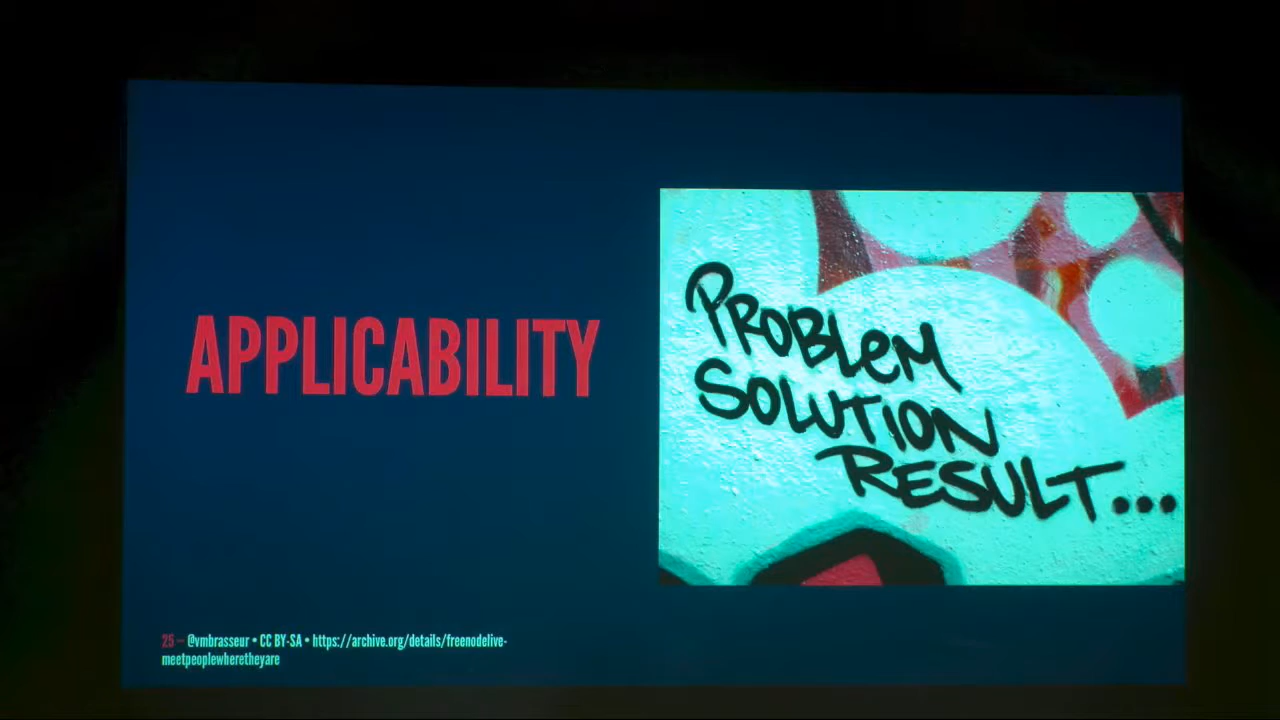 APPLICABILITY
PROBLEM
SOLUTION
RESULT...
25 — @vmbrasseur • CC BY-SA • https://archive.org/details/freenodelive-
meetpeoplewheretheyare